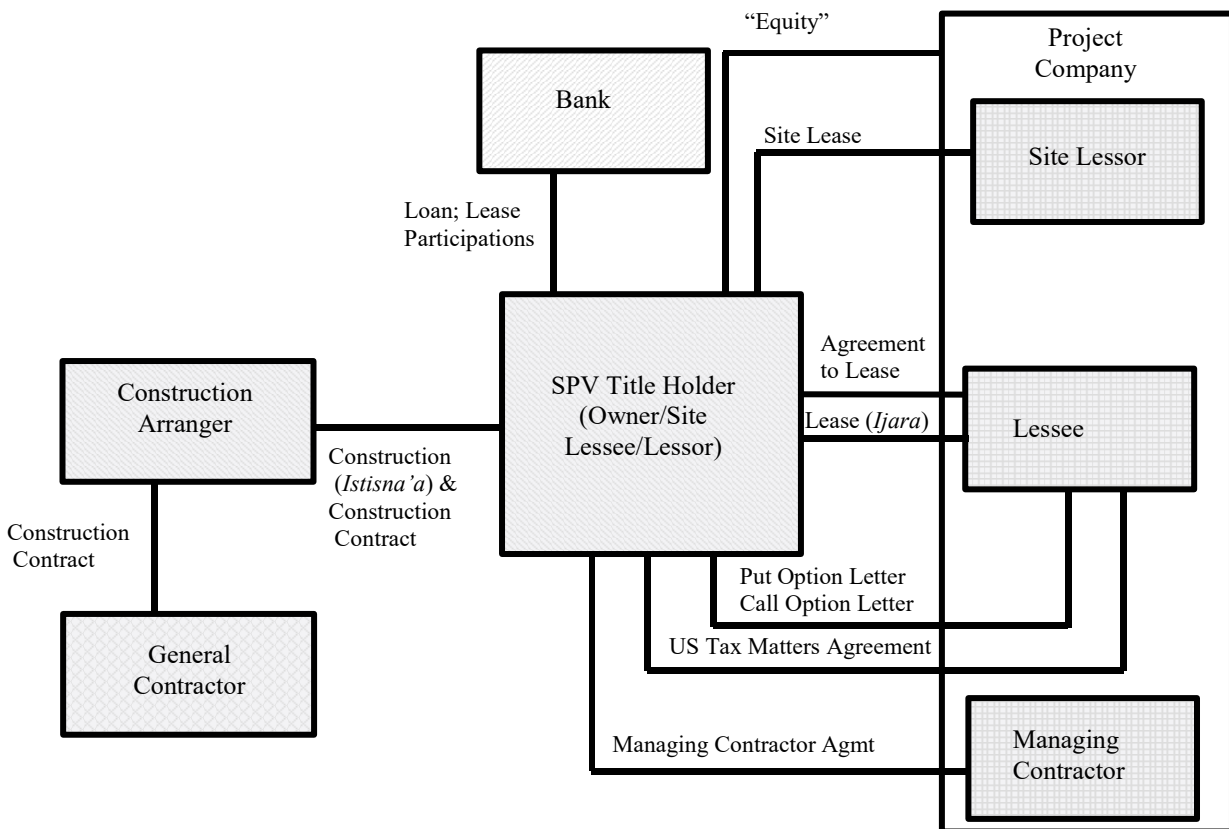 “Equity”
Project
Company
Bank
Site Lease
Site Lessor
Loan; Lease
Participations
Agreement
to Lease
SPV Title Holder
(Owner/Site
Lessee/Lessor)
Construction
Arranger
Lease (Ijara)
Lessee
Construction
(Istisna’a) &
Construction
Contract
Construction
Contract
Put Option Letter
Call Option Letter
US Tax Matters Agreement
General
Contractor
Managing Contractor Agmt
Managing
Contractor